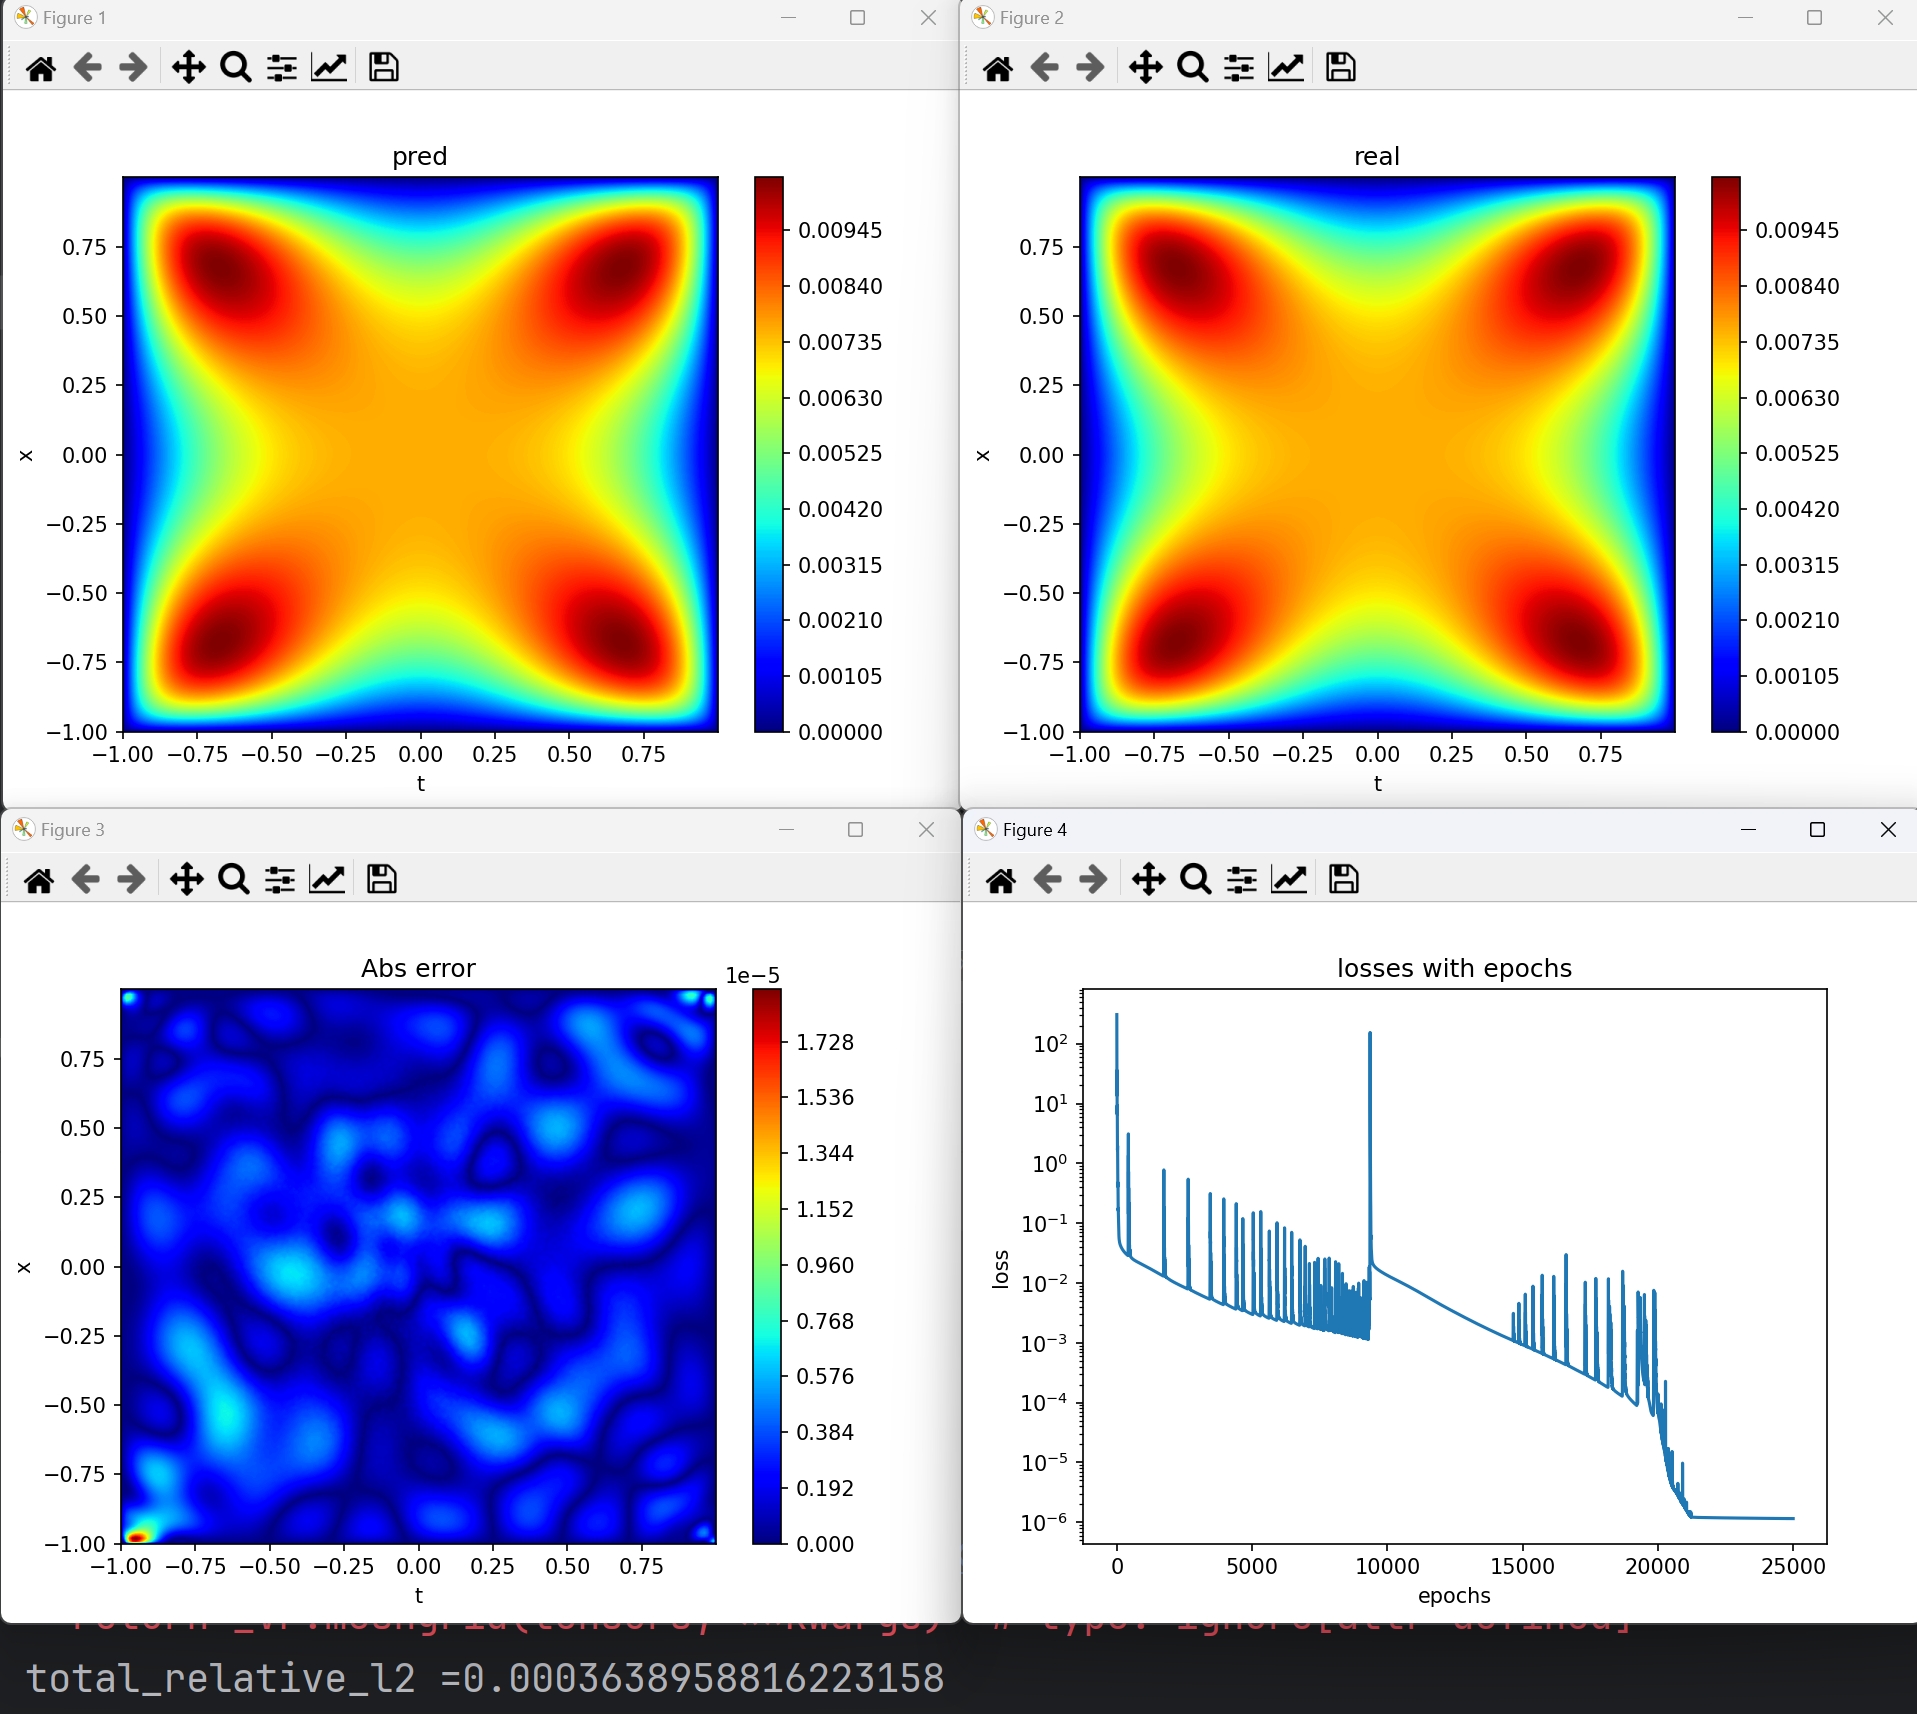 Figure 1
pred
0.75
0.50
0.25
0.00
−0.25
−0.50
−0.75
−1.00
x
−1.00 −0.75 −0.50 −0.25 0.00 0.25 0.50 0.75
t
0.00945
0.00840
0.00735
0.00630
0.00525
0.00420
0.00315
0.00210
0.00105
0.00000
Figure 2
real
0.75
0.50
0.25
0.00
−0.25
−0.50
−0.75
−1.00
x
−1.00 −0.75 −0.50 −0.25 0.00 0.25 0.50 0.75
t
0.00945
0.00840
0.00735
0.00630
0.00525
0.00420
0.00315
0.00210
0.00105
0.00000
Figure 3
Abs error
1e−5
0.75
0.50
0.25
0.00
−0.25
−0.50
−0.75
−1.00
x
−1.00 −0.75 −0.50 −0.25 0.00 0.25 0.50 0.75
t
1.728
1.536
1.344
1.152
0.960
0.768
0.576
0.384
0.192
0.000
Figure 4
losses with epochs
10²
10¹
10⁰
10⁻¹
10⁻²
10⁻³
10⁻⁴
10⁻⁵
10⁻⁶
loss
0 5000 10000 15000 20000 25000
epochs
total_relative_l2 =0.0003638958816223158